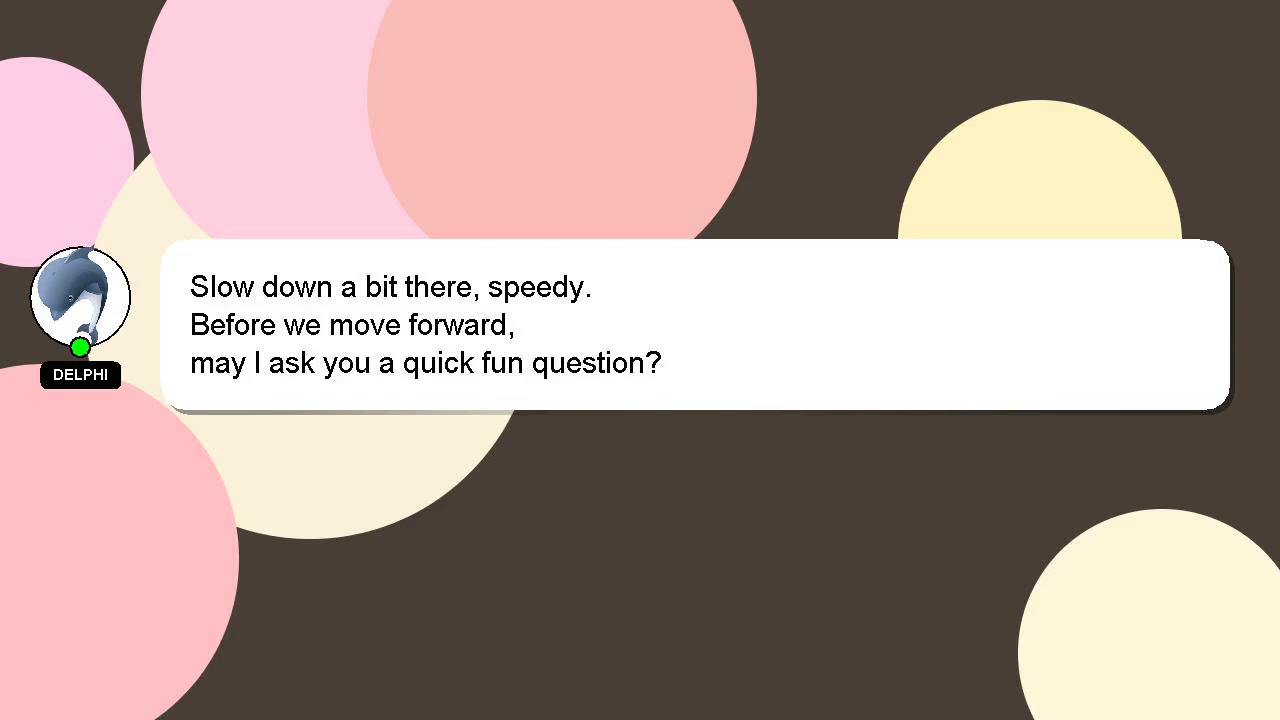 Slow down a bit there, speedy.
Before we move forward,
may I ask you a quick fun question?
DELPHI